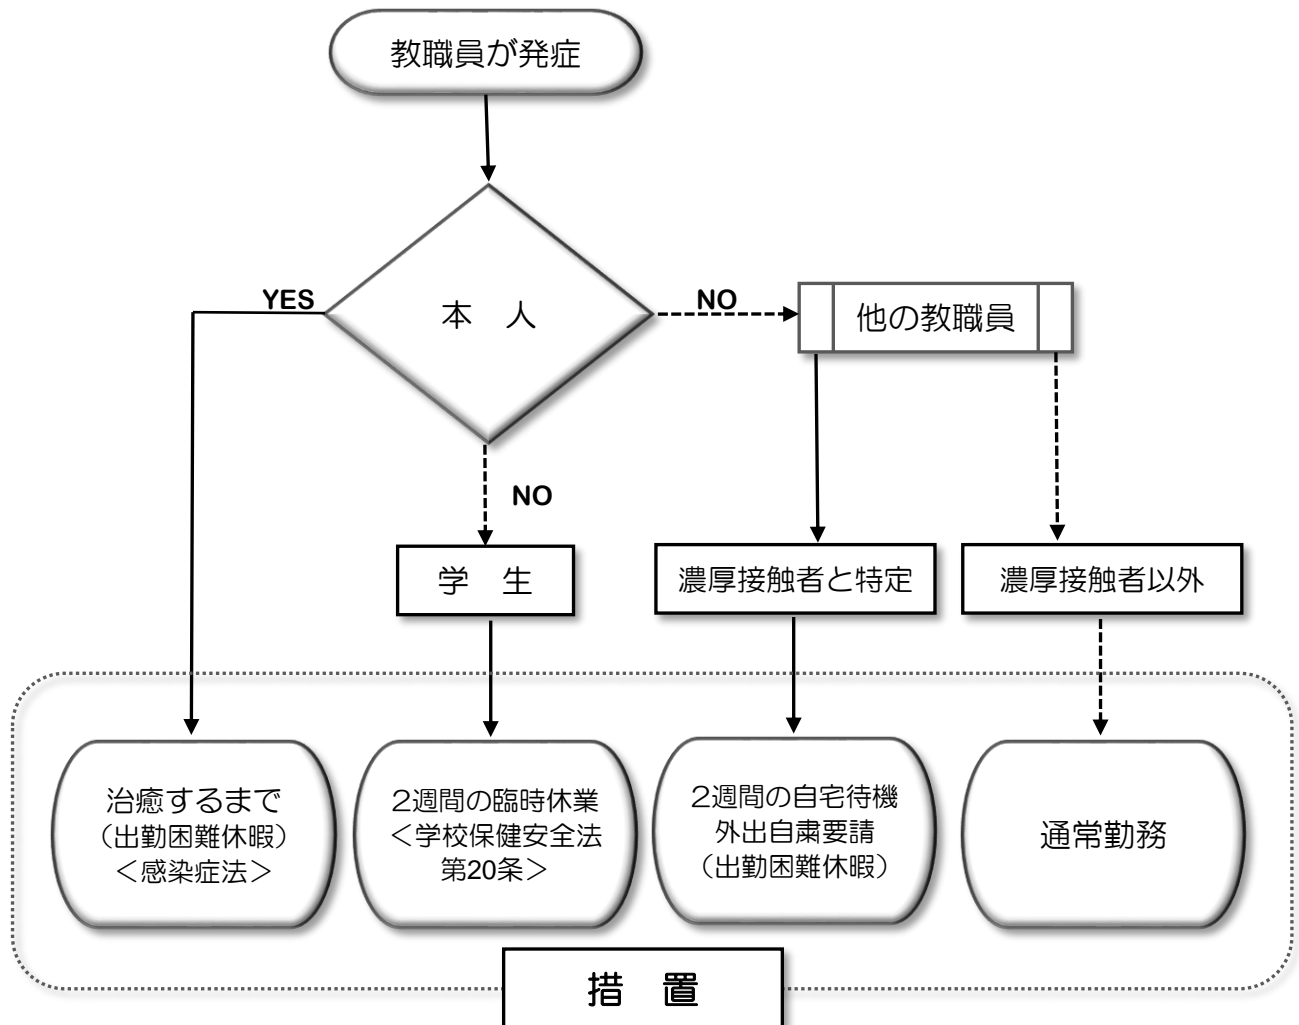 教職員が発症
YES
本　人
NO
他の教職員
NO
学　生
濃厚接触者と特定
濃厚接触者以外
治癒するまで
（出勤困難休暇）
＜感染症法＞
2週間の臨時休業
＜学校保健安全法
第20条＞
2週間の自宅待機
外出自粛要請
（出勤困難休暇）
通常勤務
措　置